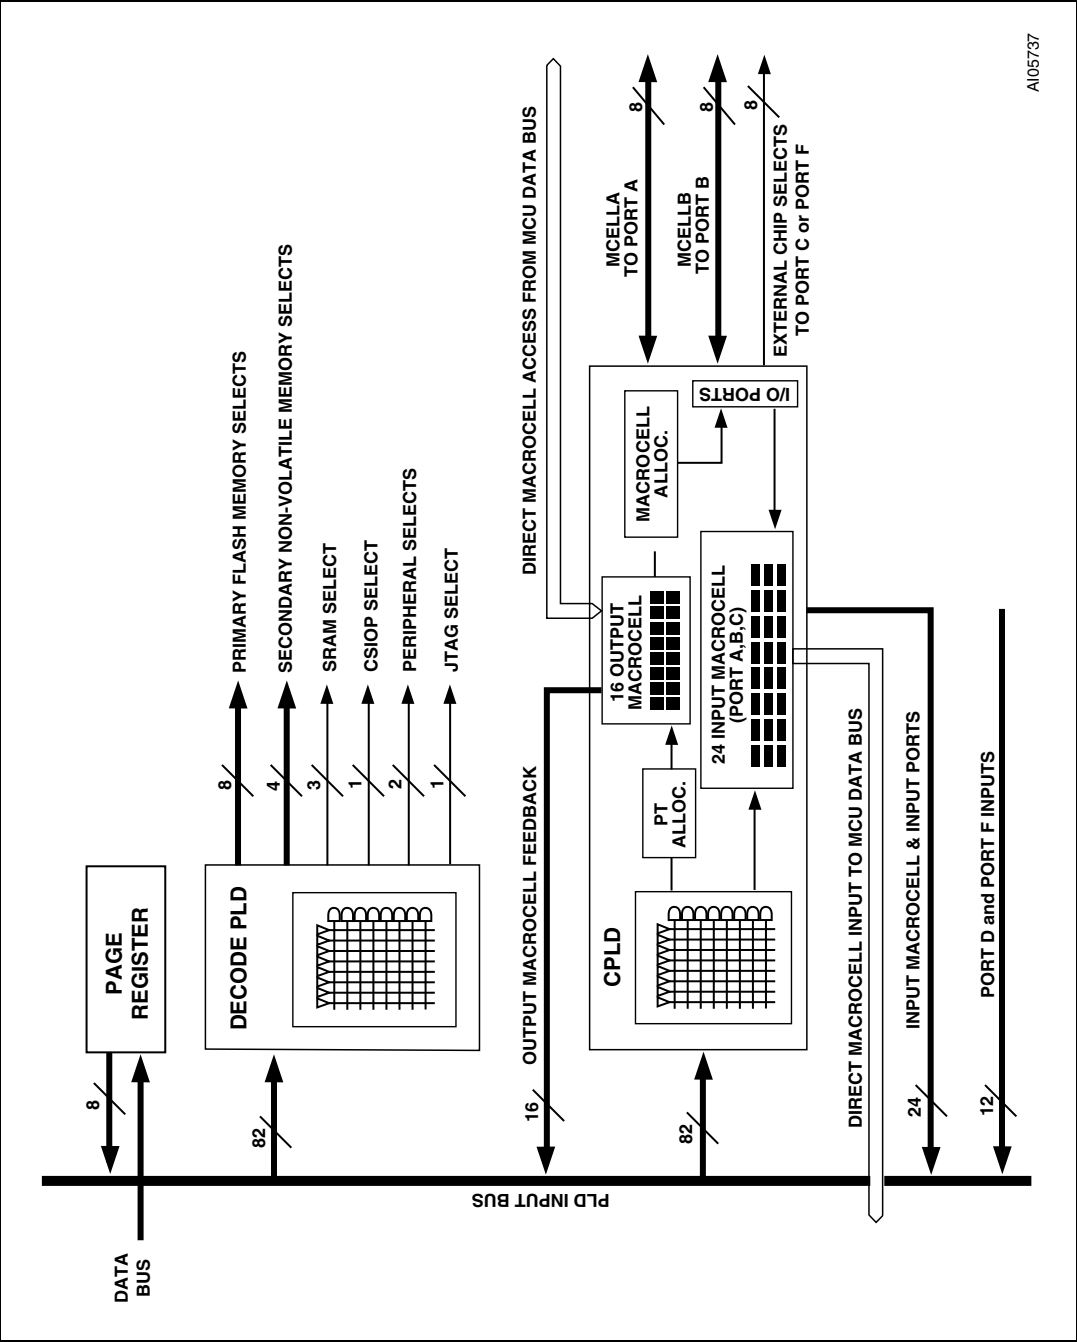 DATA
BUS
8
PAGE
REGISTER
82
DECODE PLD
8
PRIMARY FLASH MEMORY SELECTS
4
SECONDARY NON-VOLATILE MEMORY SELECTS
3
SRAM SELECT
1
CSIOP SELECT
2
PERIPHERAL SELECTS
1
JTAG SELECT
PLD INPUT BUS
16
OUTPUT MACROCELL FEEDBACK
DIRECT MACROCELL ACCESS FROM MCU DATA BUS
82
CPLD
PT
ALLOC.
16 OUTPUT
MACROCELL
MACROCELL
ALLOC.
24 INPUT MACROCELL
(PORT A,B,C)
I/O PORTS
MCELLA
TO PORT A
8
MCELLB
TO PORT B
8
EXTERNAL CHIP SELECTS
TO PORT C or PORT F
8
DIRECT MACROCELL INPUT TO MCU DATA BUS
24
INPUT MACROCELL & INPUT PORTS
12
PORT D and PORT F INPUTS
AI05737